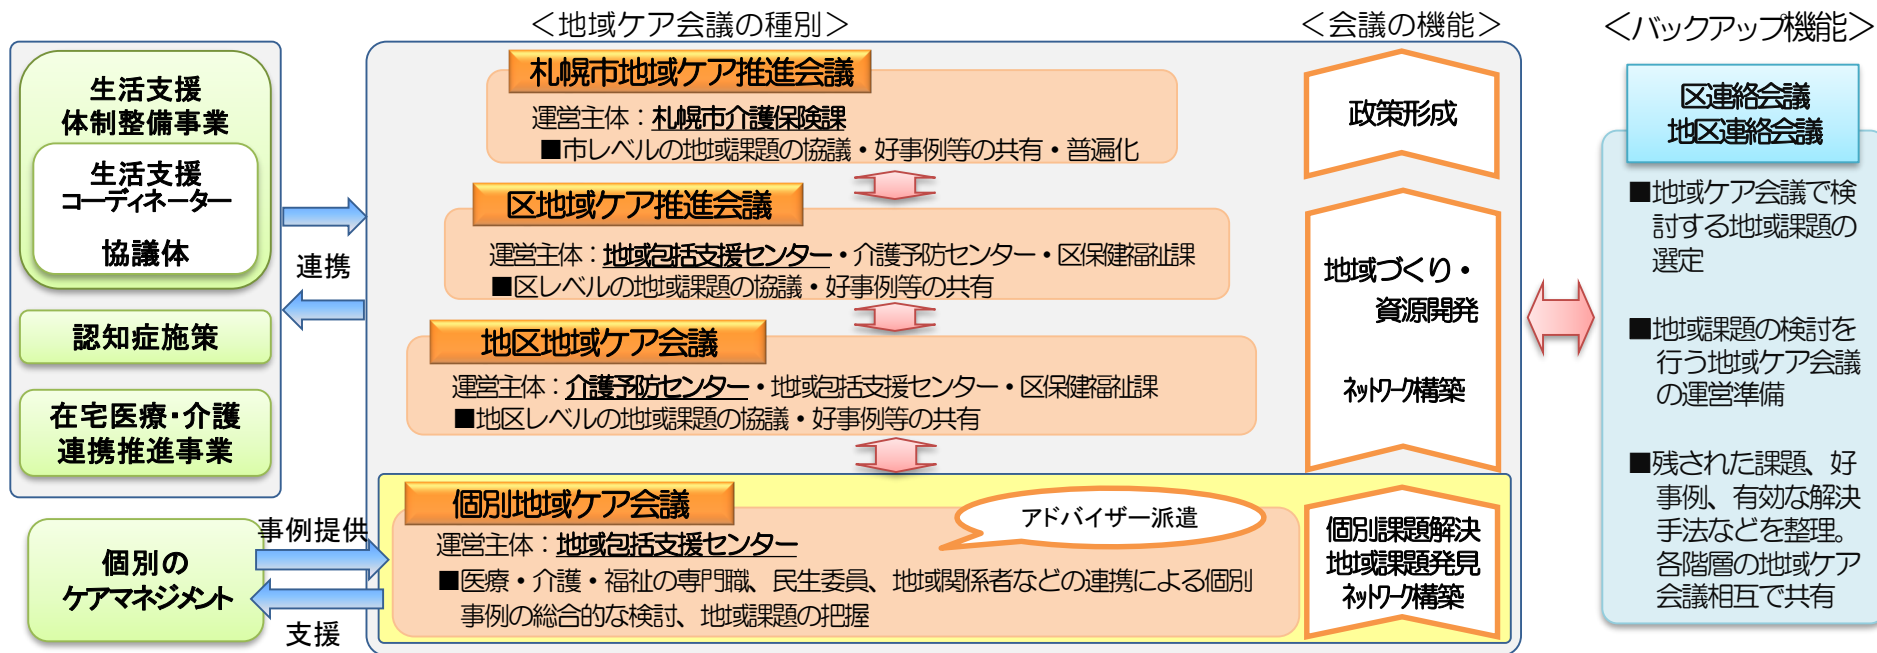 ＜地域ケア会議の種別＞
＜会議の機能＞
＜バックアップ機能＞
生活支援
体制整備事業
生活支援
コーディネーター
協議体
認知症施策
在宅医療・介護
連携推進事業
連携
個別の
ケアマネジメント
事例提供
支援
札幌市地域ケア推進会議
運営主体：札幌市介護保険課
■市レベルの地域課題の協議・好事例等の共有・普遍化
区地域ケア推進会議
運営主体：地域包括支援センター・介護予防センター・区保健福祉課
■区レベルの地域課題の協議・好事例等の共有
地区地域ケア会議
運営主体：介護予防センター・地域包括支援センター・区保健福祉課
■地区レベルの地域課題の協議・好事例等の共有
個別地域ケア会議
アドバイザー派遣
運営主体：地域包括支援センター
■医療・介護・福祉の専門職、民生委員、地域関係者などの連携による個別
事例の総合的な検討、地域課題の把握
政策形成
地域づくり・
資源開発
ネットワーク構築
個別課題解決
地域課題発見
ネットワーク構築
区連絡会議
地区連絡会議
■地域ケア会議で検
討する地域課題の
選定
■地域課題の検討を
行う地域ケア会議
の運営準備
■残された課題、好
事例、有効な解決
手法などを整理。
各階層の地域ケア
会議相互で共有